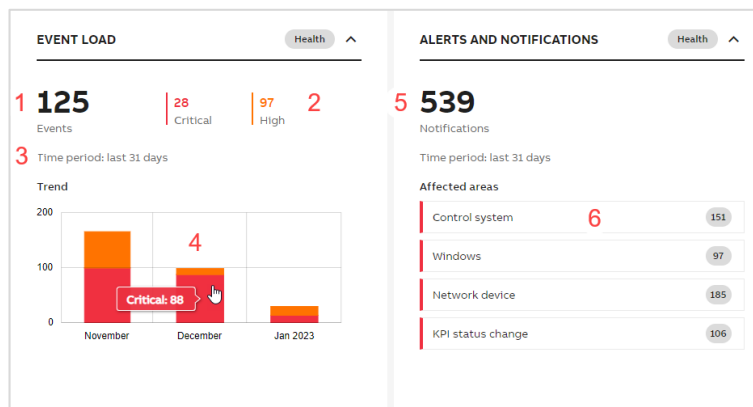 EVENT LOAD
Health
1 125
28
97
2
Critical
High
Events
3 Time period: last 31 days
Trend
200
4
100
Critical: 88
0
November
December
Jan 2023
ALERTS AND NOTIFICATIONS
Health
5 539
Notifications
Time period: last 31 days
Affected areas
Control system 6 151
Windows 97
Network device 185
KPI status change 106